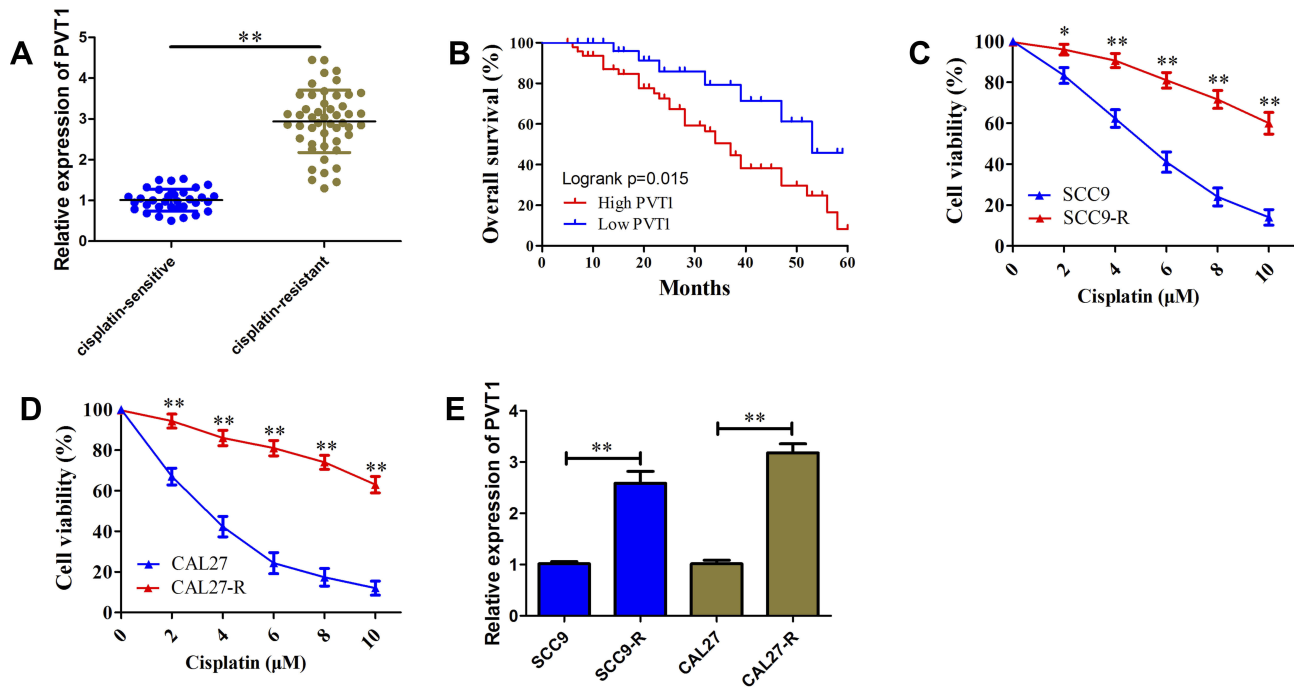 A
Relative expression of PVT1
5
4
3
2
1
0
**
cisplatin-sensitive
cisplatin-resistant
B
Overall survival (%)
100
80
60
40
20
0
Logrank p=0.015
High PVT1
Low PVT1
0 10 20 30 40 50 60
Months
C
Cell viability (%)
100
80
60
40
20
0
* ** ** ** **
SCC9
SCC9-R
0 2 4 6 8 10
Cisplatin (μM)
D
Cell viability (%)
100
80
60
40
20
0
** ** ** ** **
CAL27
CAL27-R
0 2 4 6 8 10
Cisplatin (μM)
E
Relative expression of PVT1
4
3
2
1
0
** **
SCC9
SCC9-R
CAL27
CAL27-R